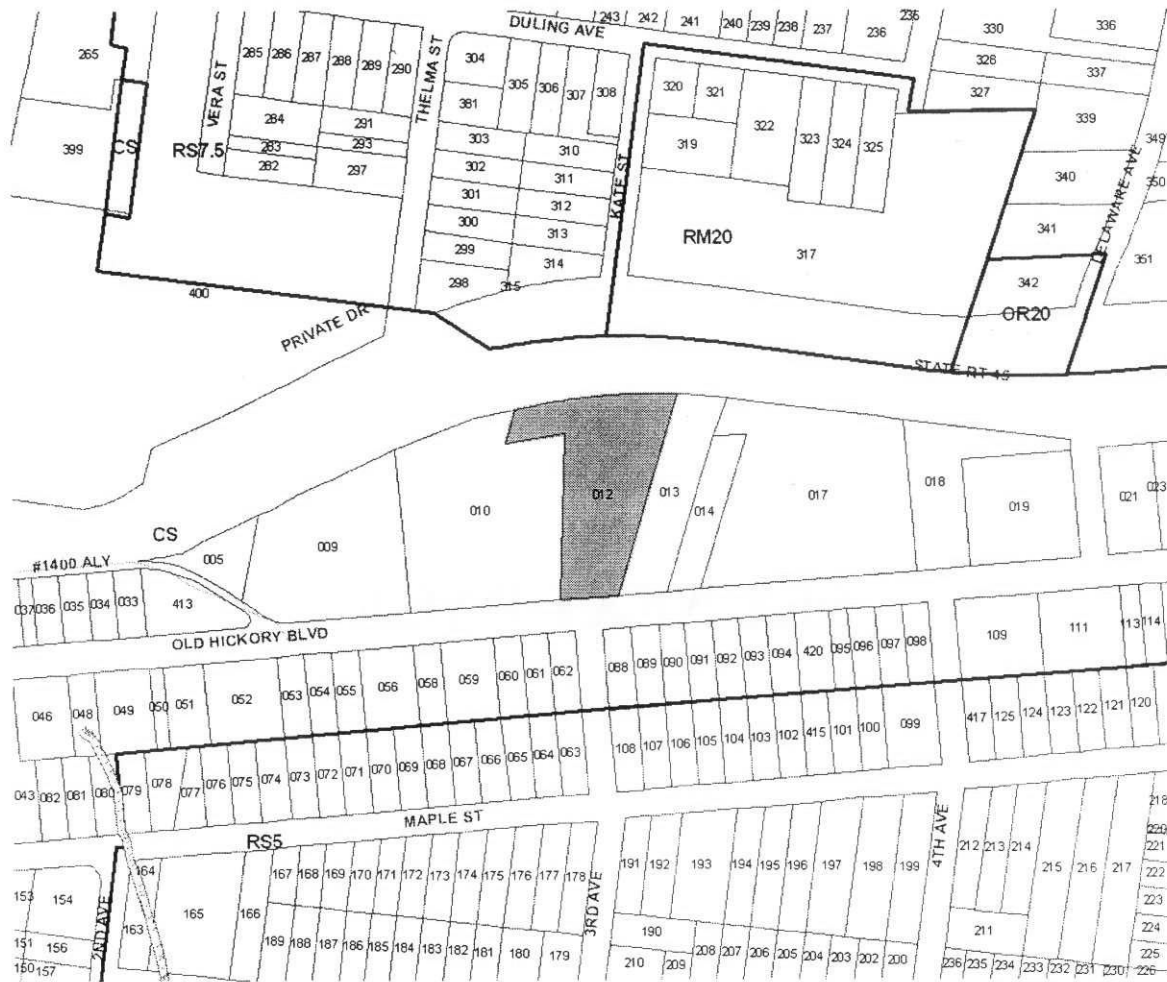 243 242 241 240 239 238 237 236 235 330 336
DULING AVE
265 285 286 287 288 289 290 THELMA ST 304 305 306 307 308 320 321 322 323 324 325 328 337 327
VERA ST 284 291 381 339 349
399 CS RS7.5 283 293 303 310 319
282 297 302 311 340 350
301 312 KATE ST DELAWARE AVE
300 313 RM20 317 341
299 314 351
298 315 342
400 OR20
PRIVATE DR
STATE RT 45
012 013 014 017 018 019 021 023
010
CS 009
#1400 ALY 005
037 036 035 034 033 413
OLD HICKORY BLVD
046 048 049 050 051 052 053 054 055 056 058 059 060 061 062 088 089 090 091 092 093 094 420 095 096 097 098 109 111 113 114
043 082 081 080 079 078 077 076 075 074 073 072 071 070 069 068 067 066 065 064 063 108 107 106 105 104 103 102 415 101 100 099 417 125 124 123 122 121 120
MAPLE ST
RS5
153 154 164 167 168 169 170 171 172 173 174 175 176 177 178 191 192 193 194 195 196 197 198 199 4TH AVE 212 213 214 215 216 217 218 220 221 222 223
2ND AVE 163 165 166 3RD AVE
151 156 190 211 224
150 157 189 188 187 186 185 184 183 182 181 180 179 210 209 208 207 206 205 204 203 202 200 236 235 234 233 232 231 230 225 226